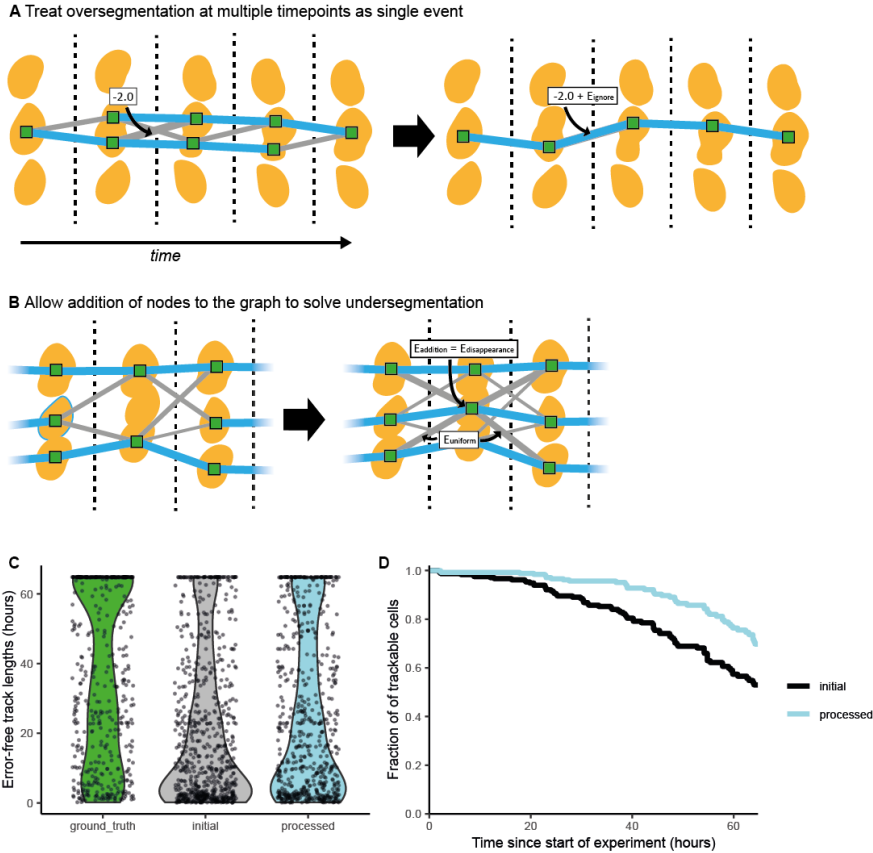 A Treat oversegmentation at multiple timepoints as single event
-2.0
-2.0 + Eignore
time
B Allow addition of nodes to the graph to solve undersegmentation
Eaddition = Edisappearance
Euniform
C
Error-free track lengths (hours)
60
40
20
0
ground_truth
initial
processed
D
Fraction of of trackable cells
1.0
0.8
0.6
0.4
0.2
0.0
0
20
40
60
Time since start of experiment (hours)
initial
processed